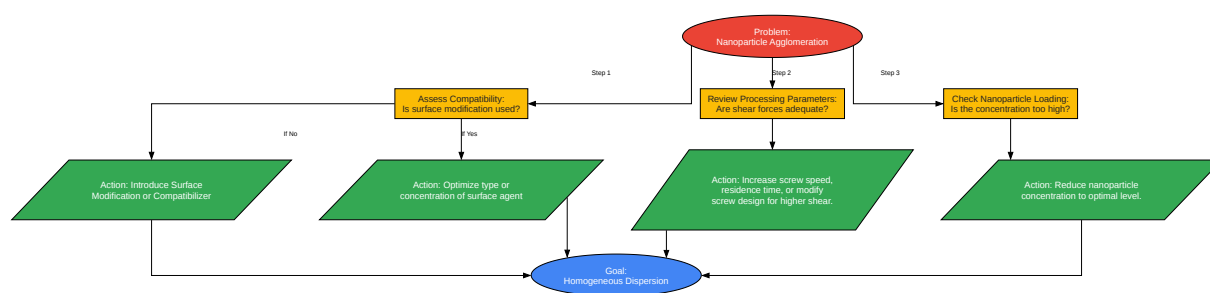 Problem:
Nanoparticle Agglomeration
Step 1
Step 2
Step 3
Assess Compatibility:
Is surface modification used?
Review Processing Parameters:
Are shear forces adequate?
Check Nanoparticle Loading:
Is the concentration too high?
If No
If Yes
Action: Introduce Surface
Modification or Compatibilizer
Action: Optimize type or
concentration of surface agent
Action: Increase screw speed,
residence time, or modify
screw design for higher shear.
Action: Reduce nanoparticle
concentration to optimal level.
Goal:
Homogeneous Dispersion